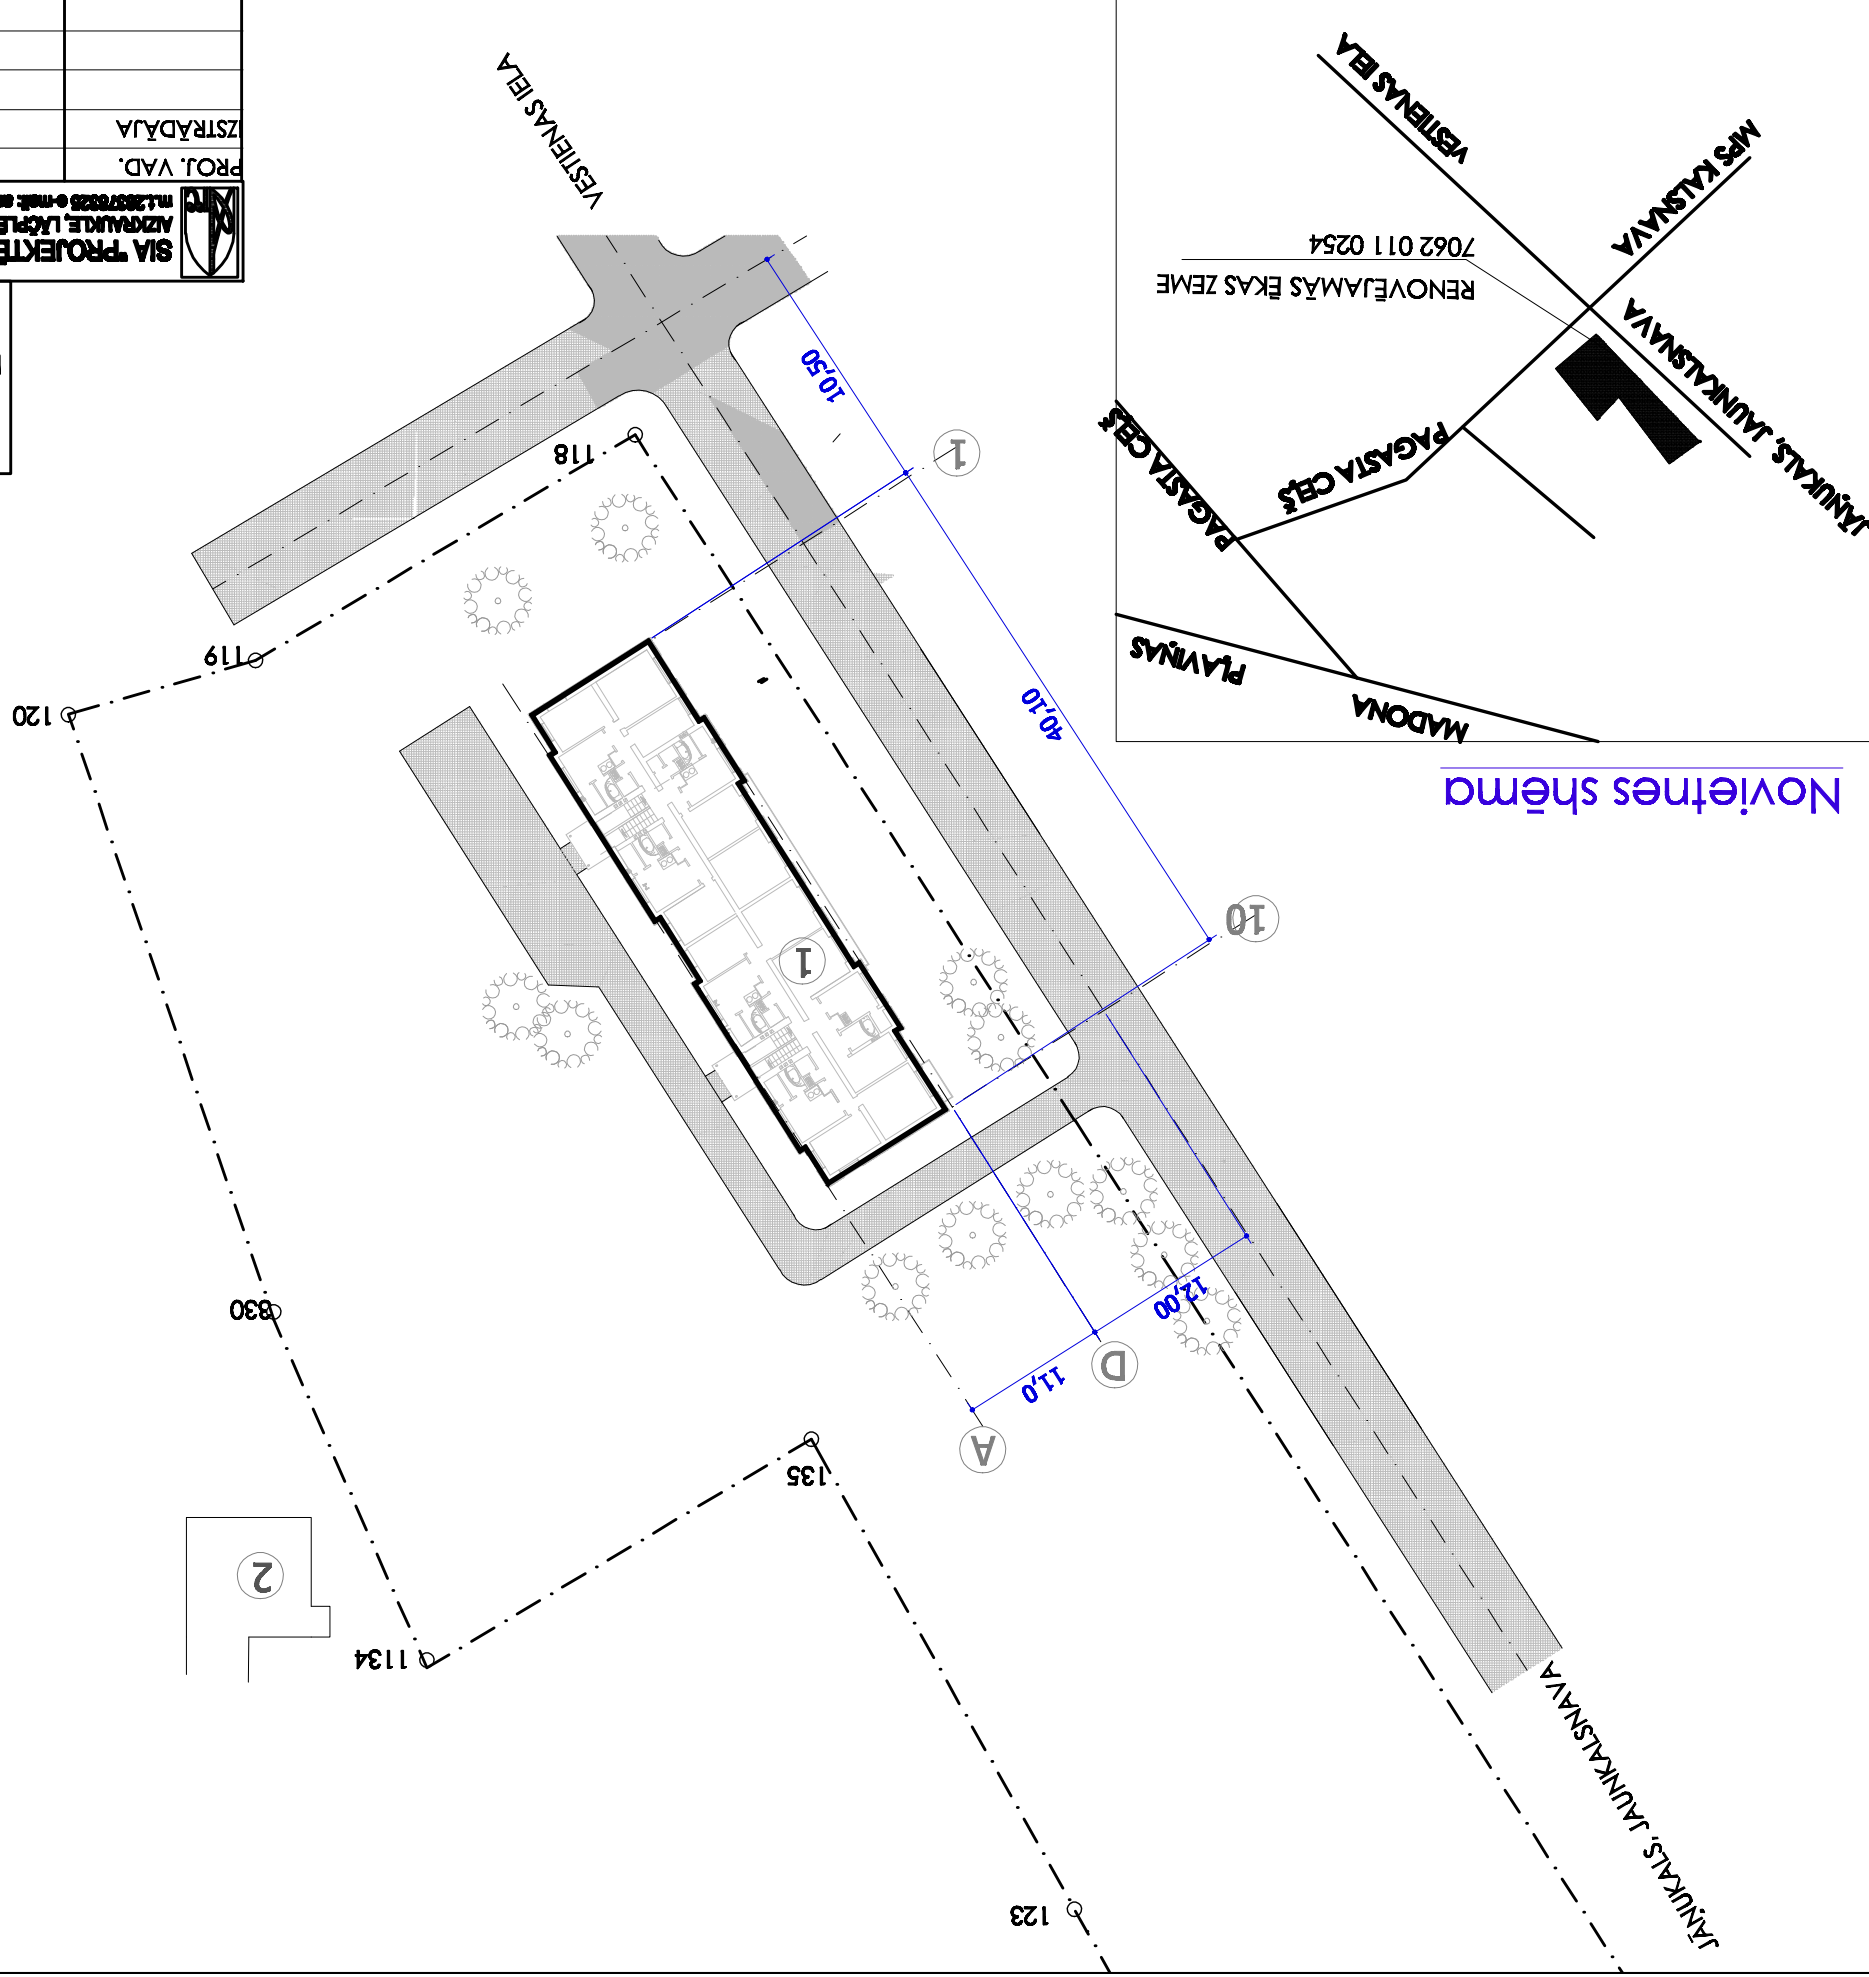 Novietnes shēma
MADONA
PĻAVIŅAS
PAGASTA CEĻŠ
PAGASTA CEĻŠ
JĀŅUKALS, JAUNKALSNAVA
RENOVĒJAMĀS ĒKAS ZEME
7062 011 0254
MPS KALSNAVA
VESTIENAS IELA
JĀŅUKALS, JAUNKALSNAVA
123
1134
2
135
A
11,0
D
12,00
830
10
1
40,10
120
119
118
1
10,50
VESTIENAS IELA
SIA "PROJEKTĒ
AIZKRAUKLE, LĀČPLĒ
PROJ. VAD.
IZSTRĀDĀJA